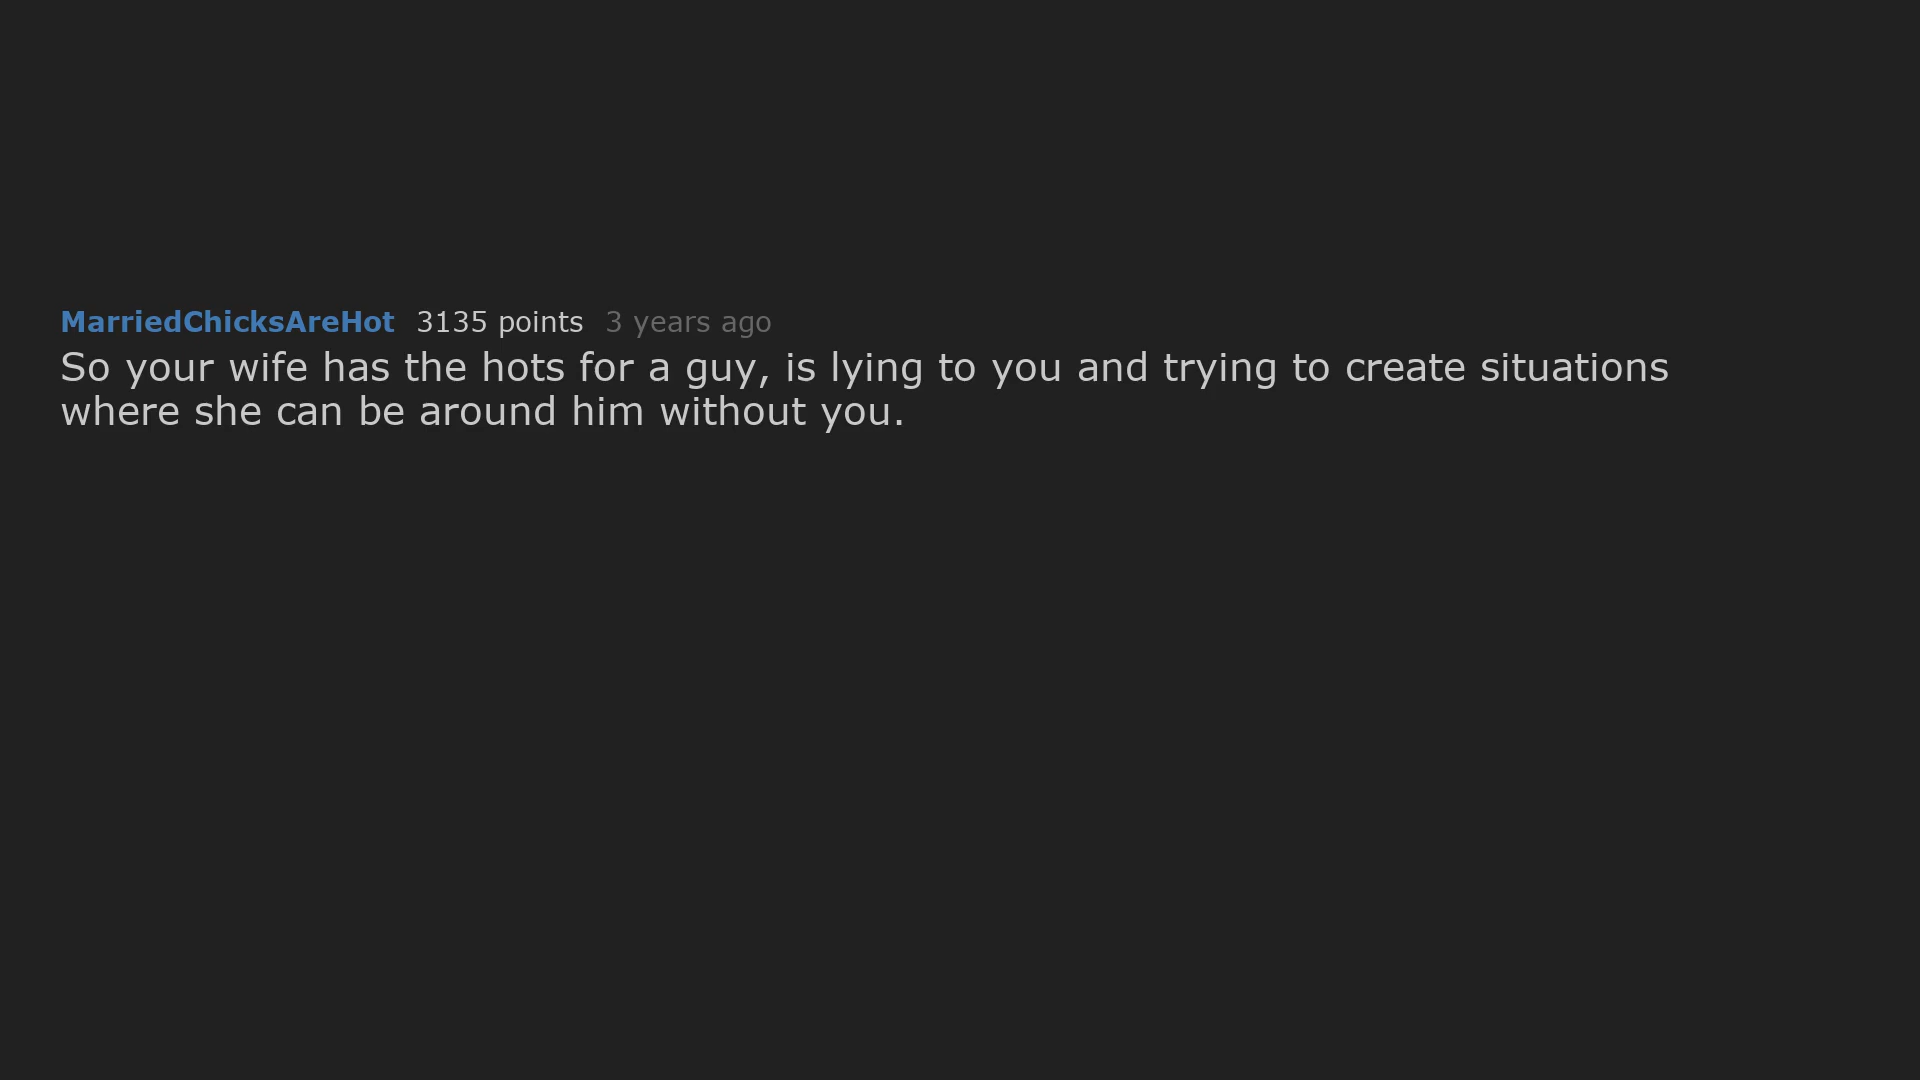 MarriedChicksAreHot 3135 points 3 years ago
So your wife has the hots for a guy, is lying to you and trying to create situations
where she can be around him without you.